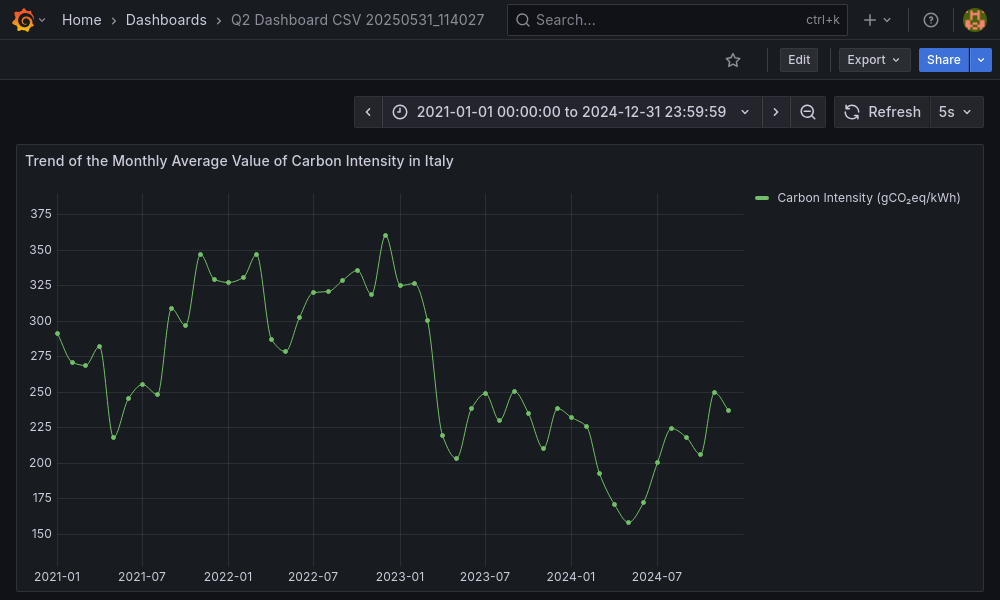 Home › Dashboards › Q2 Dashboard CSV 20250531_114027
Search...
ctrl+k
Edit
Export
Share
2021-01-01 00:00:00 to 2024-12-31 23:59:59
Refresh
5s
Trend of the Monthly Average Value of Carbon Intensity in Italy
Carbon Intensity (gCO₂eq/kWh)
375
350
325
300
275
250
225
200
175
150
2021-01 2021-07 2022-01 2022-07 2023-01 2023-07 2024-01 2024-07